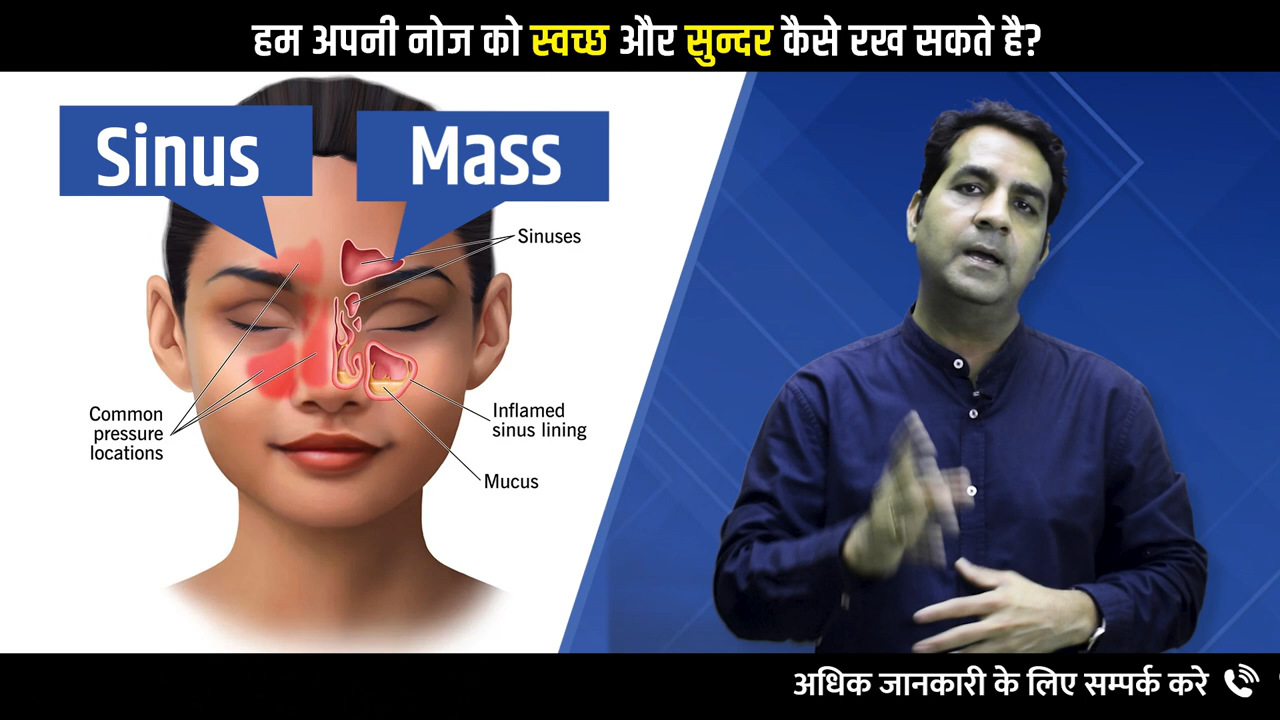 हम अपनी नोज को स्वच्छ और सुन्दर कैसे रख सकते है?
Sinus
Mass
Sinuses
Common
pressure
locations
Inflamed
sinus lining
Mucus
अधिक जानकारी के लिए सम्पर्क करे